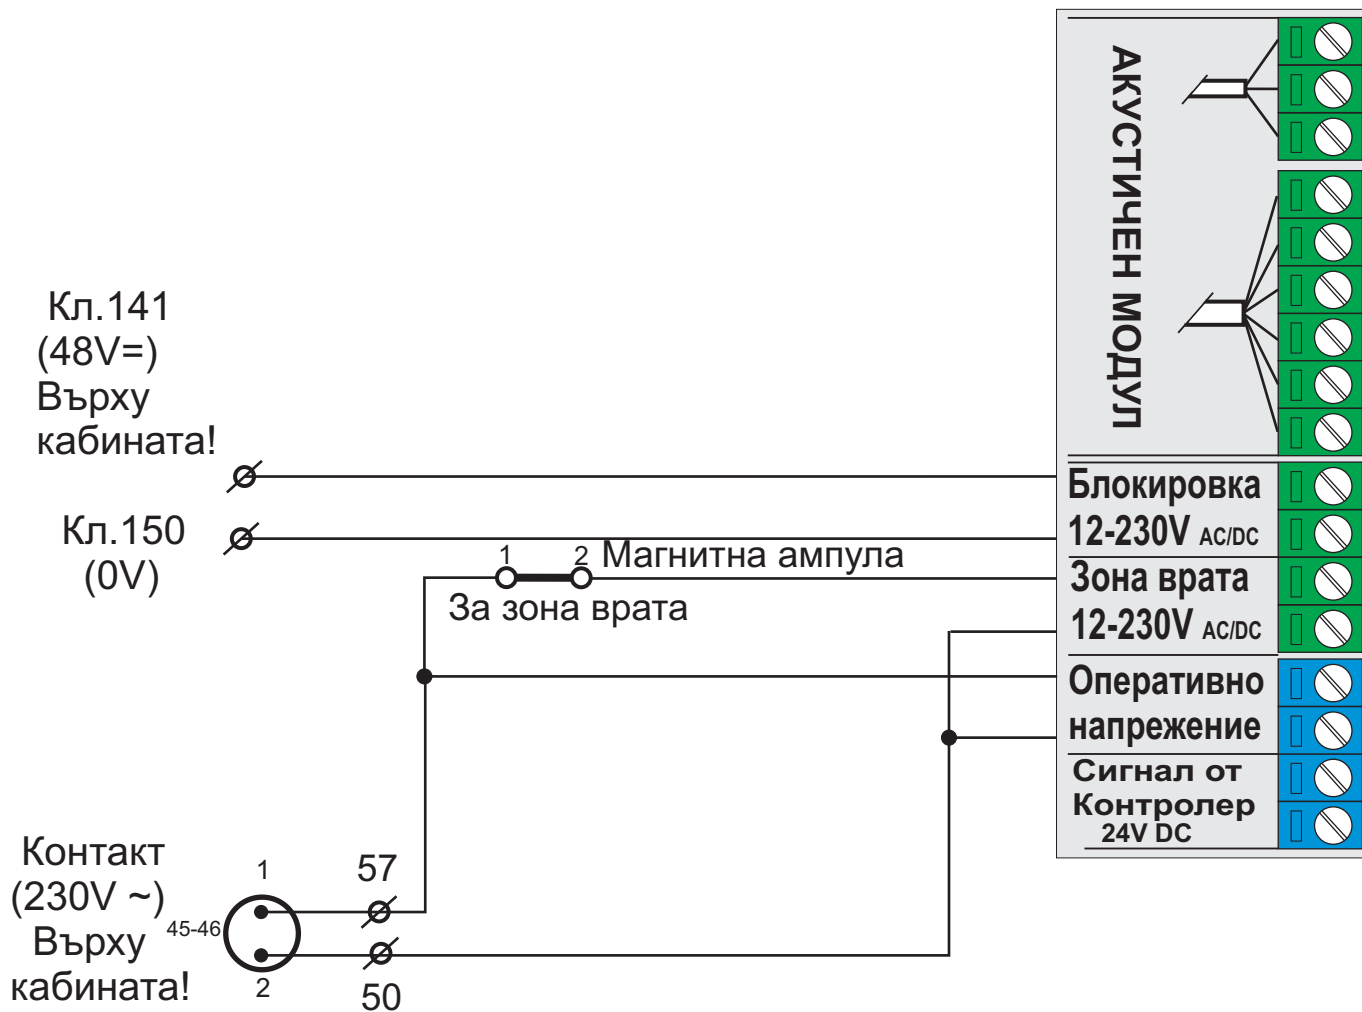 АКУСТИЧЕН МОДУЛ
Кл.141
(48V=)
Върху
кабината!
Кл.150
(0V)
Блокировка
12-230V AC/DC
1 2 Магнитна ампула
За зона врата
Зона врата
12-230V AC/DC
Оперативно
напрежение
Сигнал от
Контролер
24V DC
Контакт
(230V ~)
Върху
кабината!
45-46
1
2
57
50